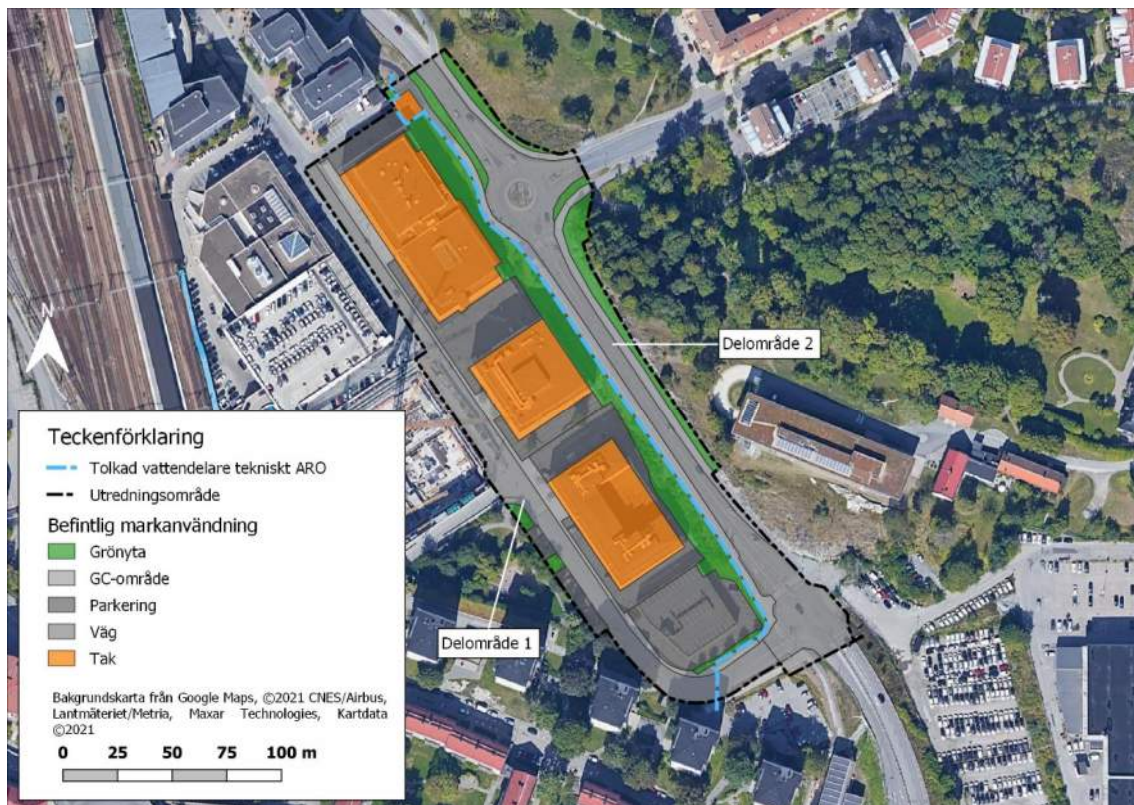 N
Delområde 2
Delområde 1
Teckenförklaring
Tolkad vattendelare tekniskt ARO
Utredningsområde
Befintlig markanvändning
Grönyta
GC-område
Parkering
Väg
Tak
Bakgrundskarta från Google Maps, ©2021 CNES/Airbus,
Lantmäteriet/Metria, Maxar Technologies, Kartdata
©2021
0 25 50 75 100 m